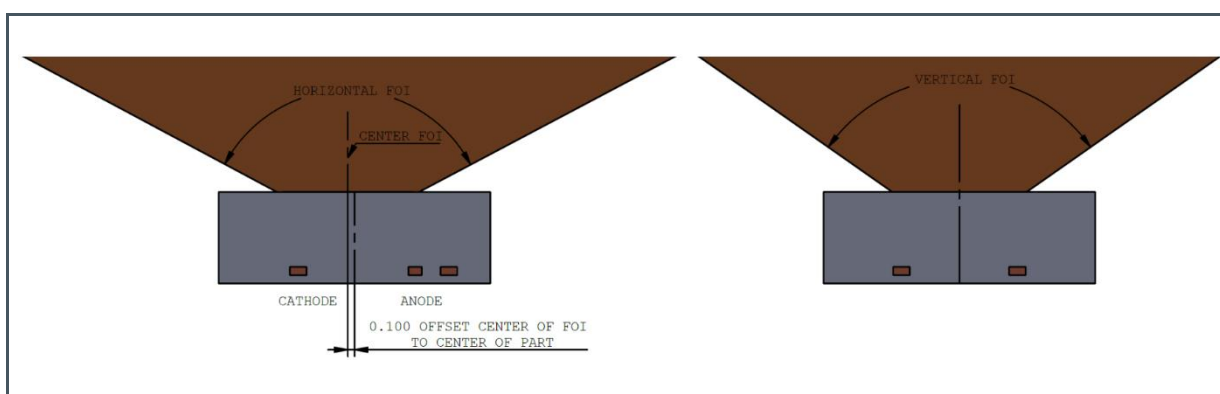 HORIZONTAL FOI
CENTER FOI
CATHODE
ANODE
0.100 OFFSET CENTER OF FOI
TO CENTER OF PART
VERTICAL FOI